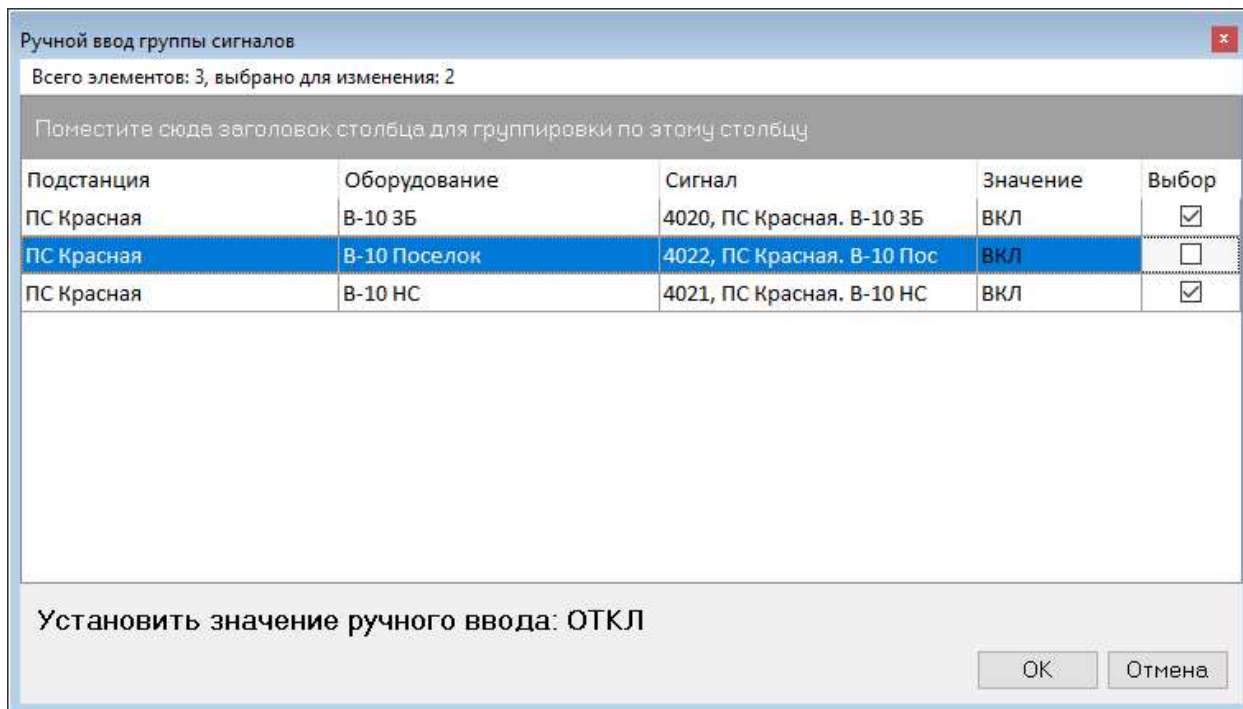 Ручной ввод группы сигналов
x
Всего элементов: 3, выбрано для изменения: 2
Поместите сюда заголовок столбца для группировки по этому столбцу
Подстанция Оборудование Сигнал Значение Выбор
ПС Красная В-10 ЗБ 4020, ПС Красная. В-10 ЗБ ВКЛ
ПС Красная В-10 Поселок 4022, ПС Красная. В-10 Пос ВКЛ
ПС Красная В-10 НС 4021, ПС Красная. В-10 НС ВКЛ
Установить значение ручного ввода: ОТКЛ
ОК Отмена